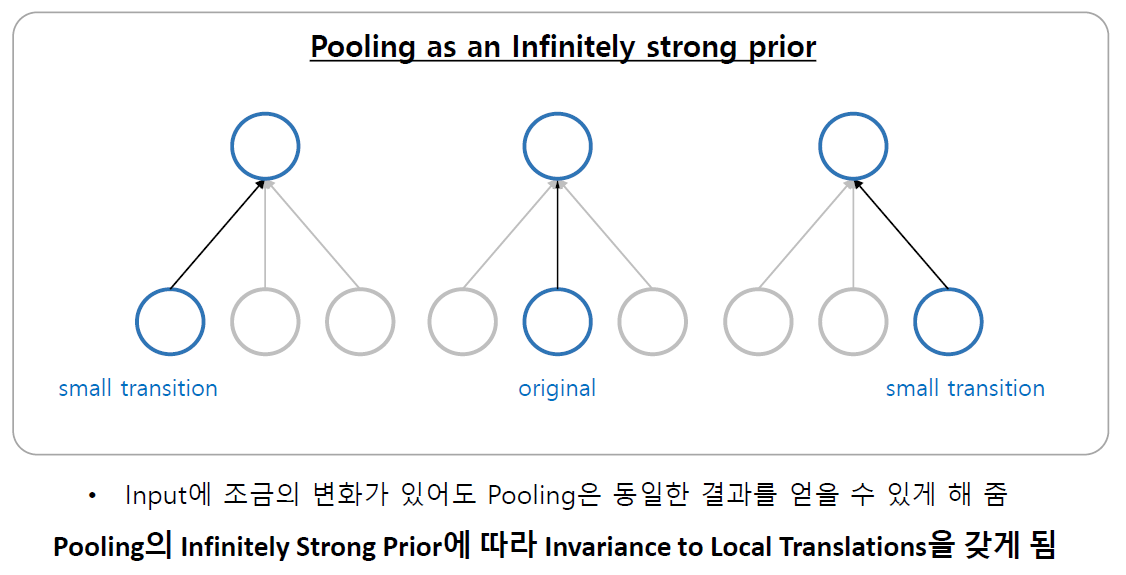 Pooling as an Infinitely strong prior
small transition
original
small transition
• Input에 조금의 변화가 있어도 Pooling은 동일한 결과를 얻을 수 있게 해 줌
Pooling의 Infinitely Strong Prior에 따라 Invariance to Local Translations을 갖게 됨